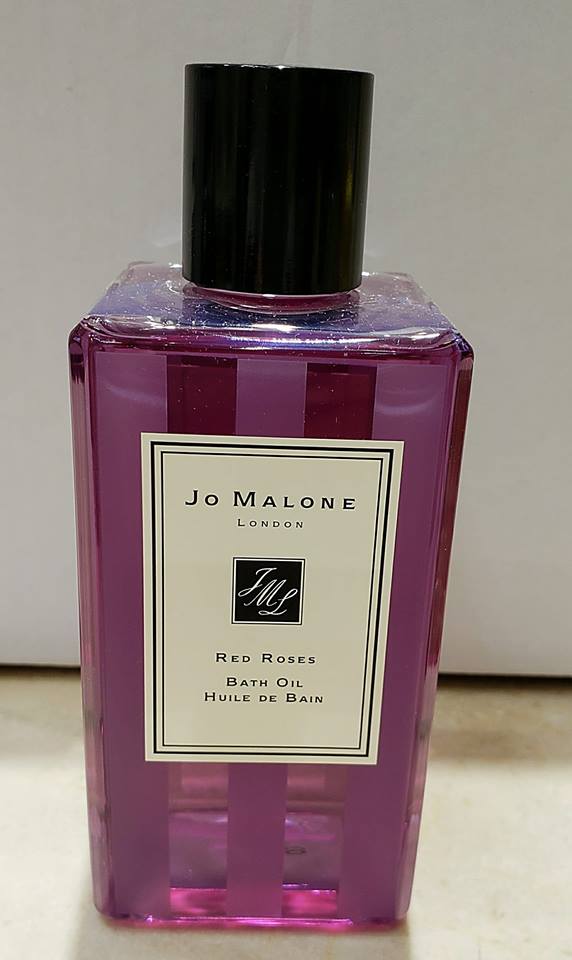 Jo Malone
London
JML
Red Roses
Bath Oil
Huile de Bain